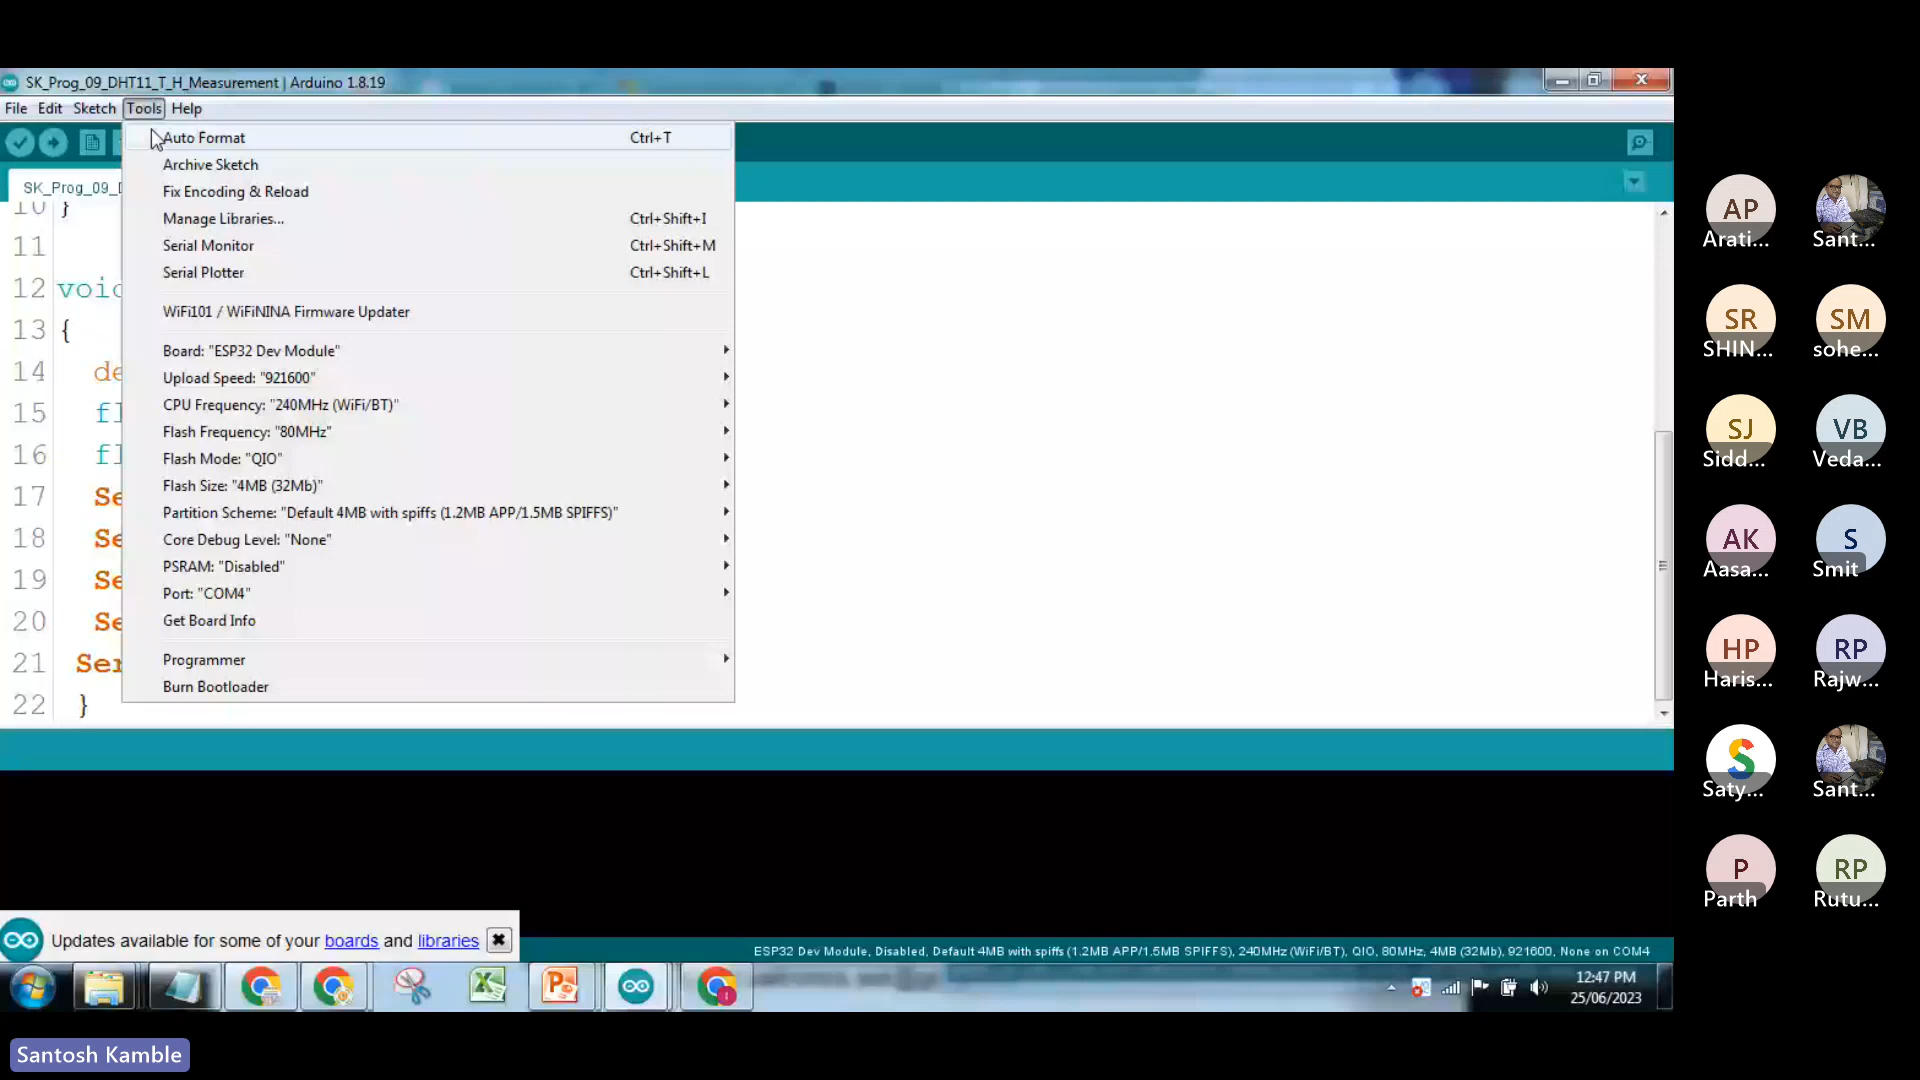 SK_Prog_09_DHT11_T_H_Measurement | Arduino 1.8.19
File Edit Sketch Tools Help
Auto Format Ctrl+T
Archive Sketch
Fix Encoding & Reload
Manage Libraries... Ctrl+Shift+I
Serial Monitor Ctrl+Shift+M
Serial Plotter Ctrl+Shift+L
WiFi101 / WiFiNINA Firmware Updater
Board: "ESP32 Dev Module"
Upload Speed: "921600"
CPU Frequency: "240MHz (WiFi/BT)"
Flash Frequency: "80MHz"
Flash Mode: "QIO"
Flash Size: "4MB (32Mb)"
Partition Scheme: "Default 4MB with spiffs (1.2MB APP/1.5MB SPIFFS)"
Core Debug Level: "None"
PSRAM: "Disabled"
Port: "COM4"
Get Board Info
Programmer
Burn Bootloader
SK_Prog_09_D
10 }
11
12 void
13 {
14 de
15 fl
16 fl
17 Se
18 Se
19 Se
20 Se
21 Ser
22 }
Updates available for some of your boards and libraries
ESP32 Dev Module, Disabled, Default 4MB with spiffs (1.2MB APP/1.5MB SPIFFS), 240MHz (WiFi/BT), QIO, 80MHz, 4MB (32Mb), 921600, None on COM4
12:47 PM
25/06/2023
Santosh Kamble
AP
Arati... Sant...
SR SM
SHIN... sohe...
SJ VB
Sidd... Veda...
AK S
Aasa... Smit
HP RP
Haris... Rajw...
Saty... Sant...
P RP
Parth Rutu...